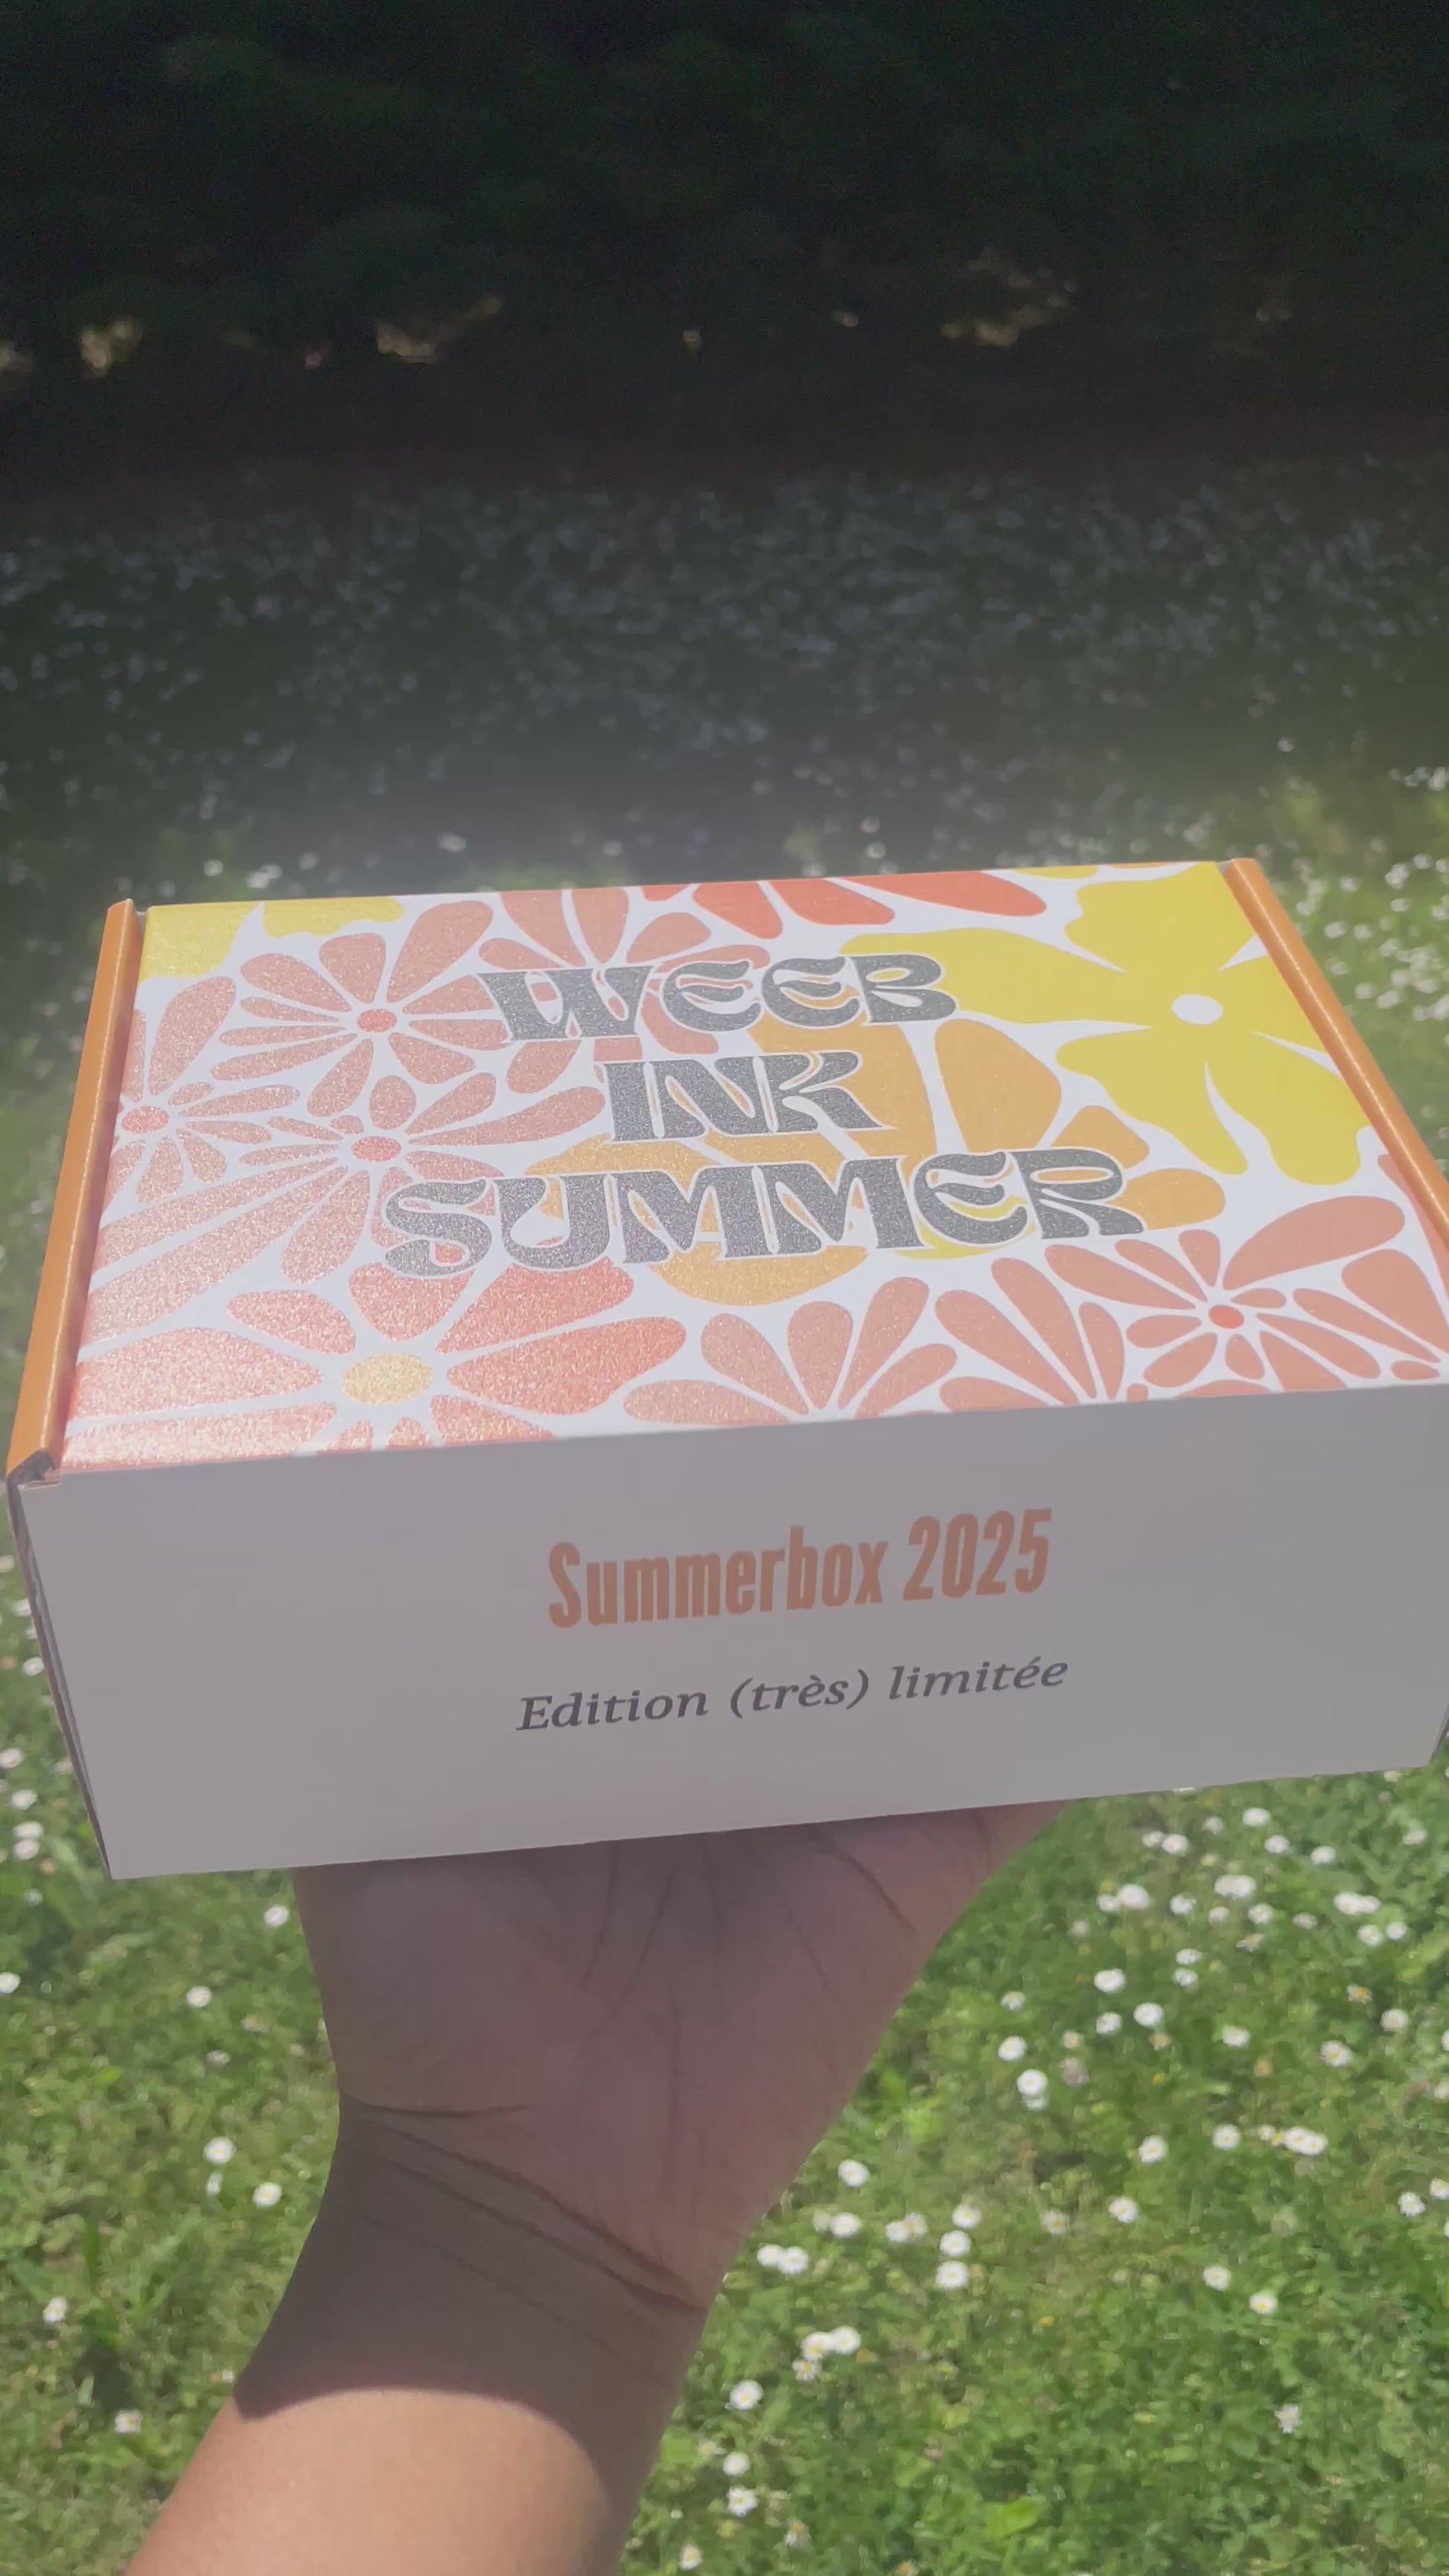 WEEB
INK
SUMMER
Summerbox 2025
Edition (très) limitée